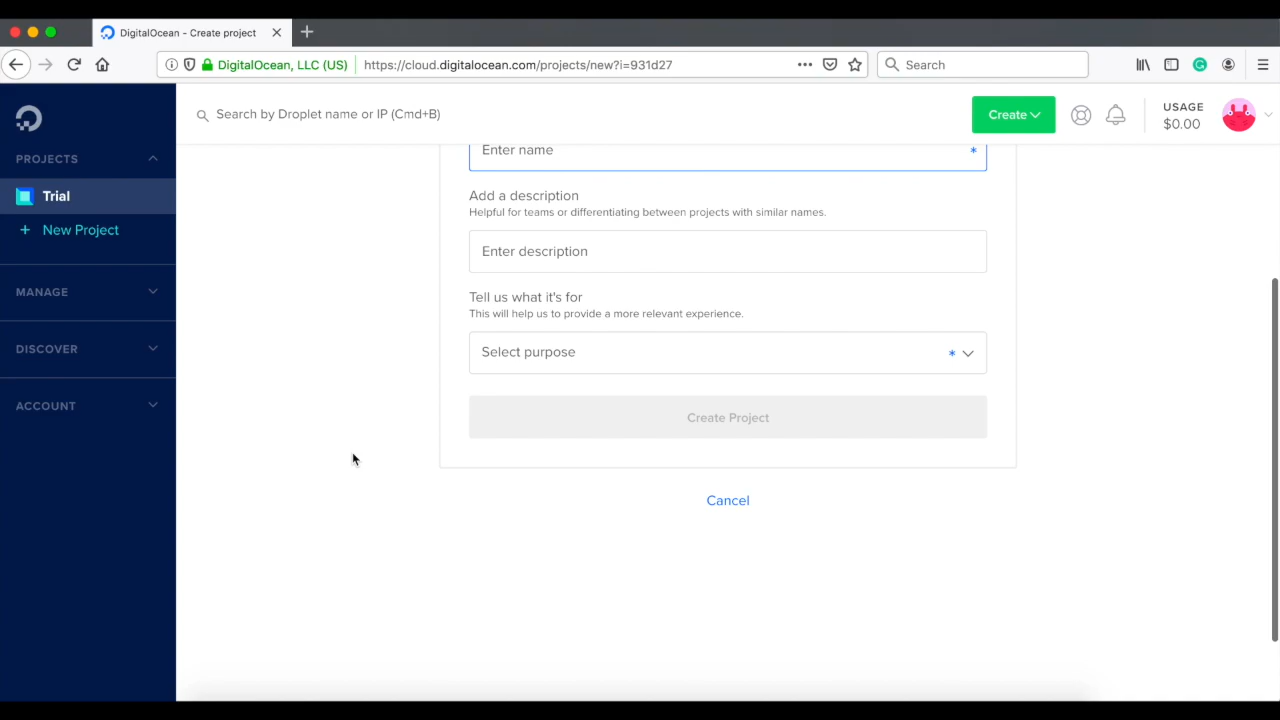 DigitalOcean - Create project
DigitalOcean, LLC (US)
https://cloud.digitalocean.com/projects/new?i=931d27
Search
Search by Droplet name or IP (Cmd+B)
Create
USAGE
$0.00
PROJECTS
Trial
+ New Project
MANAGE
DISCOVER
ACCOUNT
Enter name *
Add a description
Helpful for teams or differentiating between projects with similar names.
Enter description
Tell us what it's for
This will help us to provide a more relevant experience.
Select purpose *
Create Project
Cancel